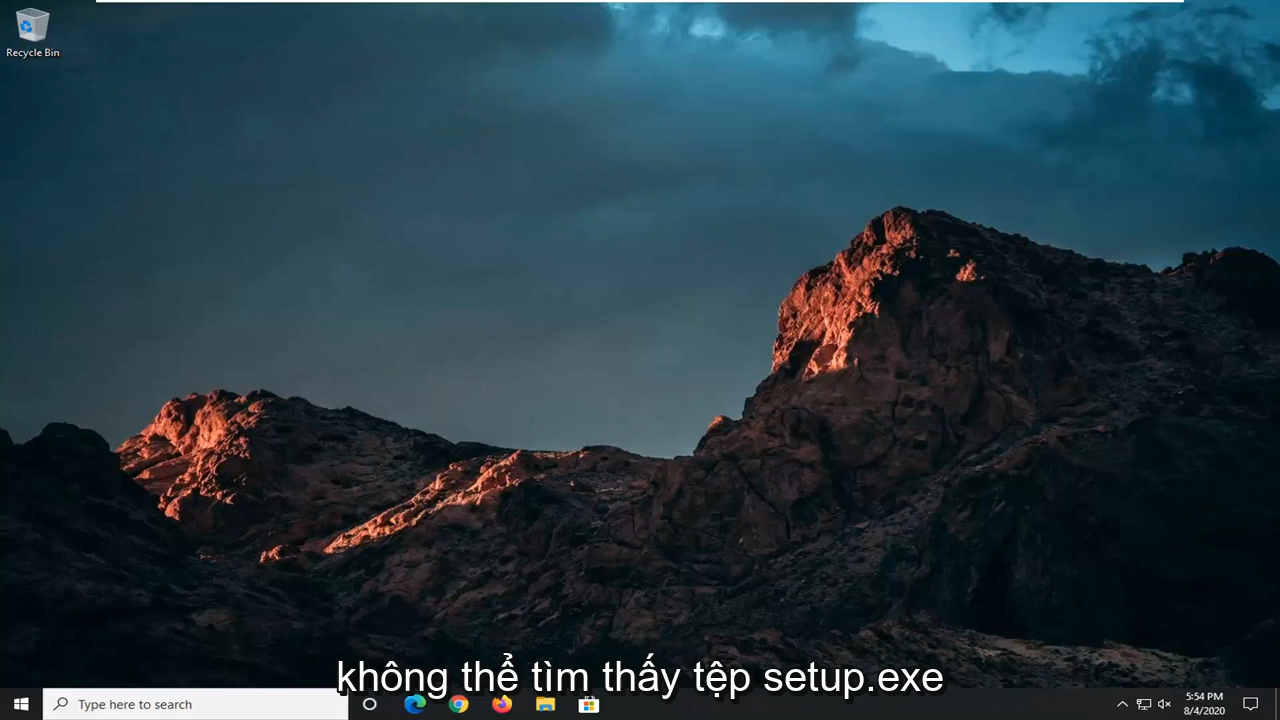 Recycle Bin
không thể tìm thấy tệp setup.exe
Type here to search
5:54 PM
8/4/2020